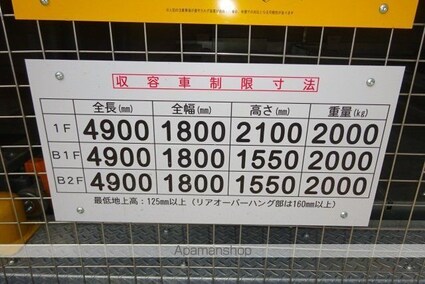 収容車制限寸法
全長(mm) 全幅(mm) 高さ(mm) 重量(kg)
1F 4900 1800 2100 2000
B1F 4900 1800 1550 2000
B2F 4900 1800 1550 2000
最低地上高：125mm以上（リアオーバーハング部は160mm以上）
Apamanshop